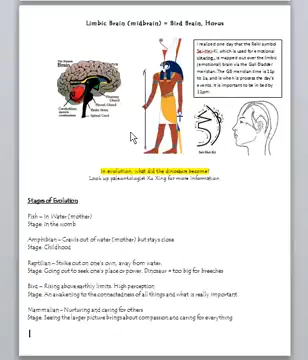 Limbic Brain (midbrain) = Bird Brain, Horus
I realized one day that the Reiki symbol
Sei-Hei-Ki, which is used for emotional
clearing, is mapped out over the limbic
(emotional) brain via the Gall Bladder
meridian. The GB meridian time is 11p
to 1a, and is when is process the day's
events. It is important to be in bed by
11pm.
Brain
Spinal Cord
In evolution, what did the dinosaurs become?
Look up paleontologist Xu Xing for more information
Stages of Evolution
Fish – In Water (mother)
Stage: In the womb
Amphibian – Crawls out of water (mother) but stays close
Stage: Childhood
Reptilian – Strike out on one's own, away from water.
Stage: Going out to seek one's place or power. Dinosaur = too big for breeches
Bird – Rising above earthly limits. High perception
Stage: An awakening to the connectedness of all things and what is really important.
Mammalian – Nurturing and caring for others
Stage: Seeing the larger picture brings about compassion and caring for everything